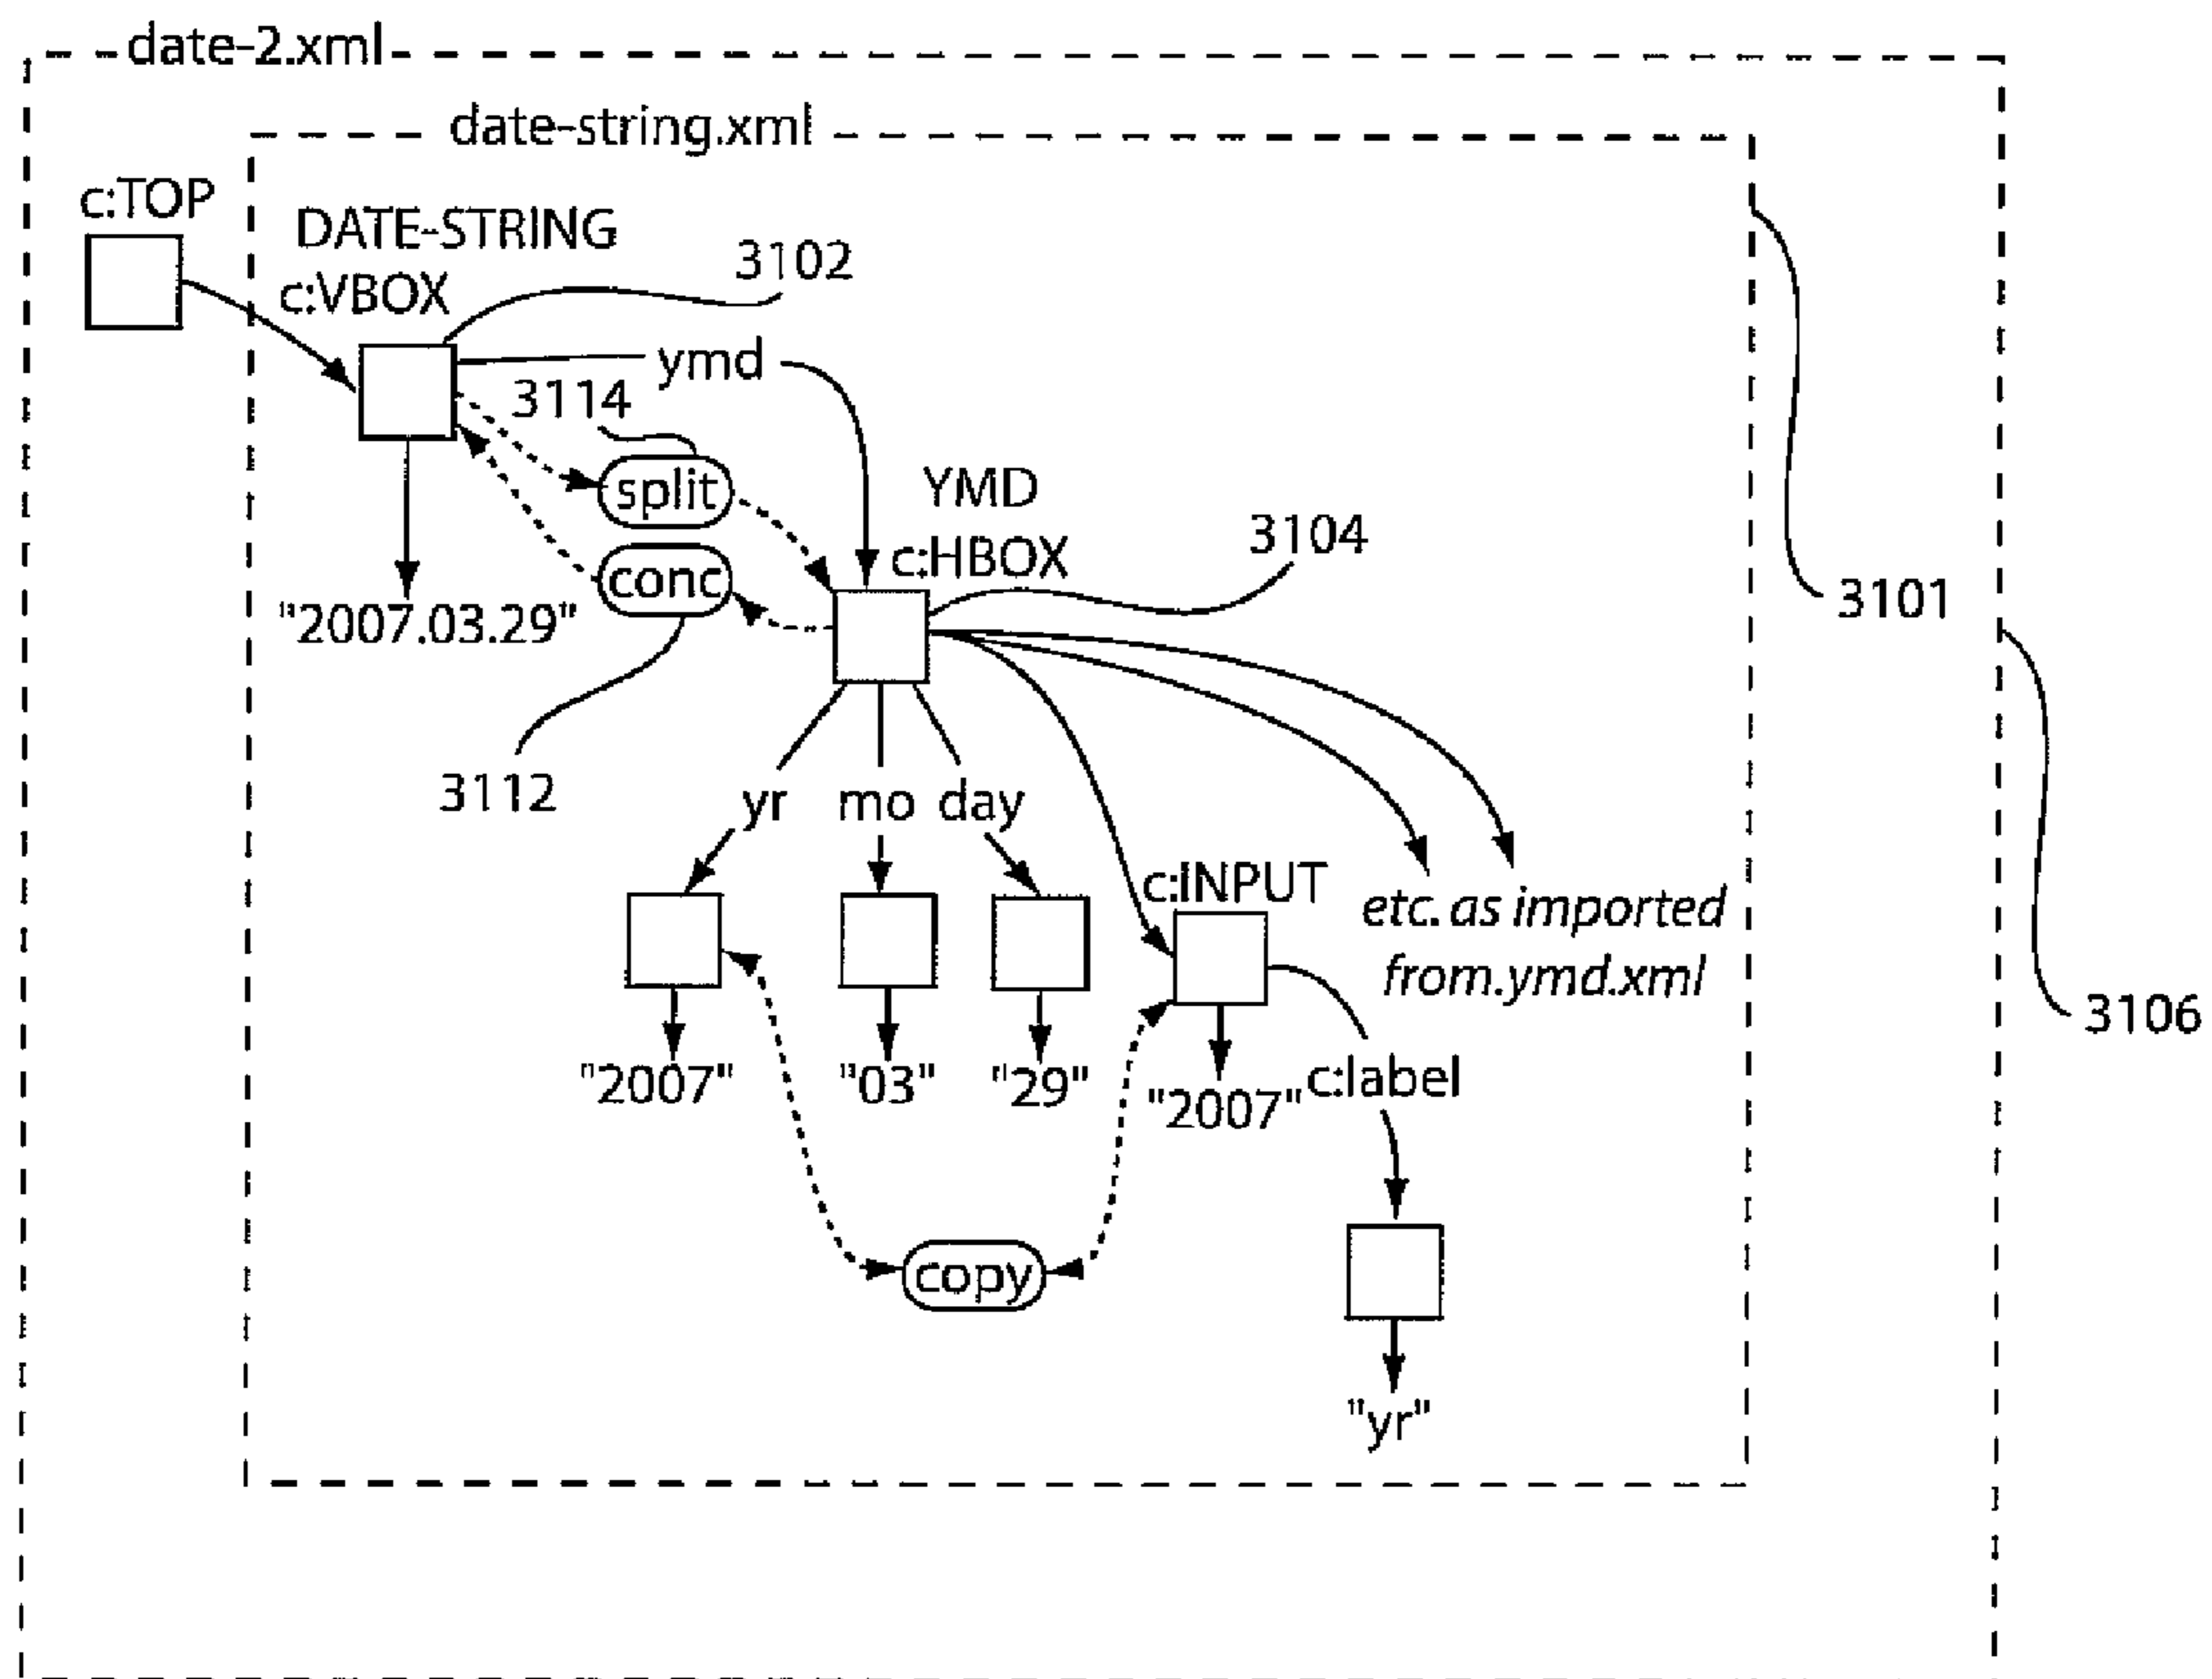 date-2.xml
date-string.xml
c:TOP
DATE-STRING
c:VBOX
3102
ymd
3114
split
YMD
c:HBOX
3104
conc
"2007.03.29"
3101
3112
yr mo day
c:INPUT
etc. as imported
from.ymd.xml
3106
"2007"
"03"
"29"
"2007"
c:label
copy
"yr"